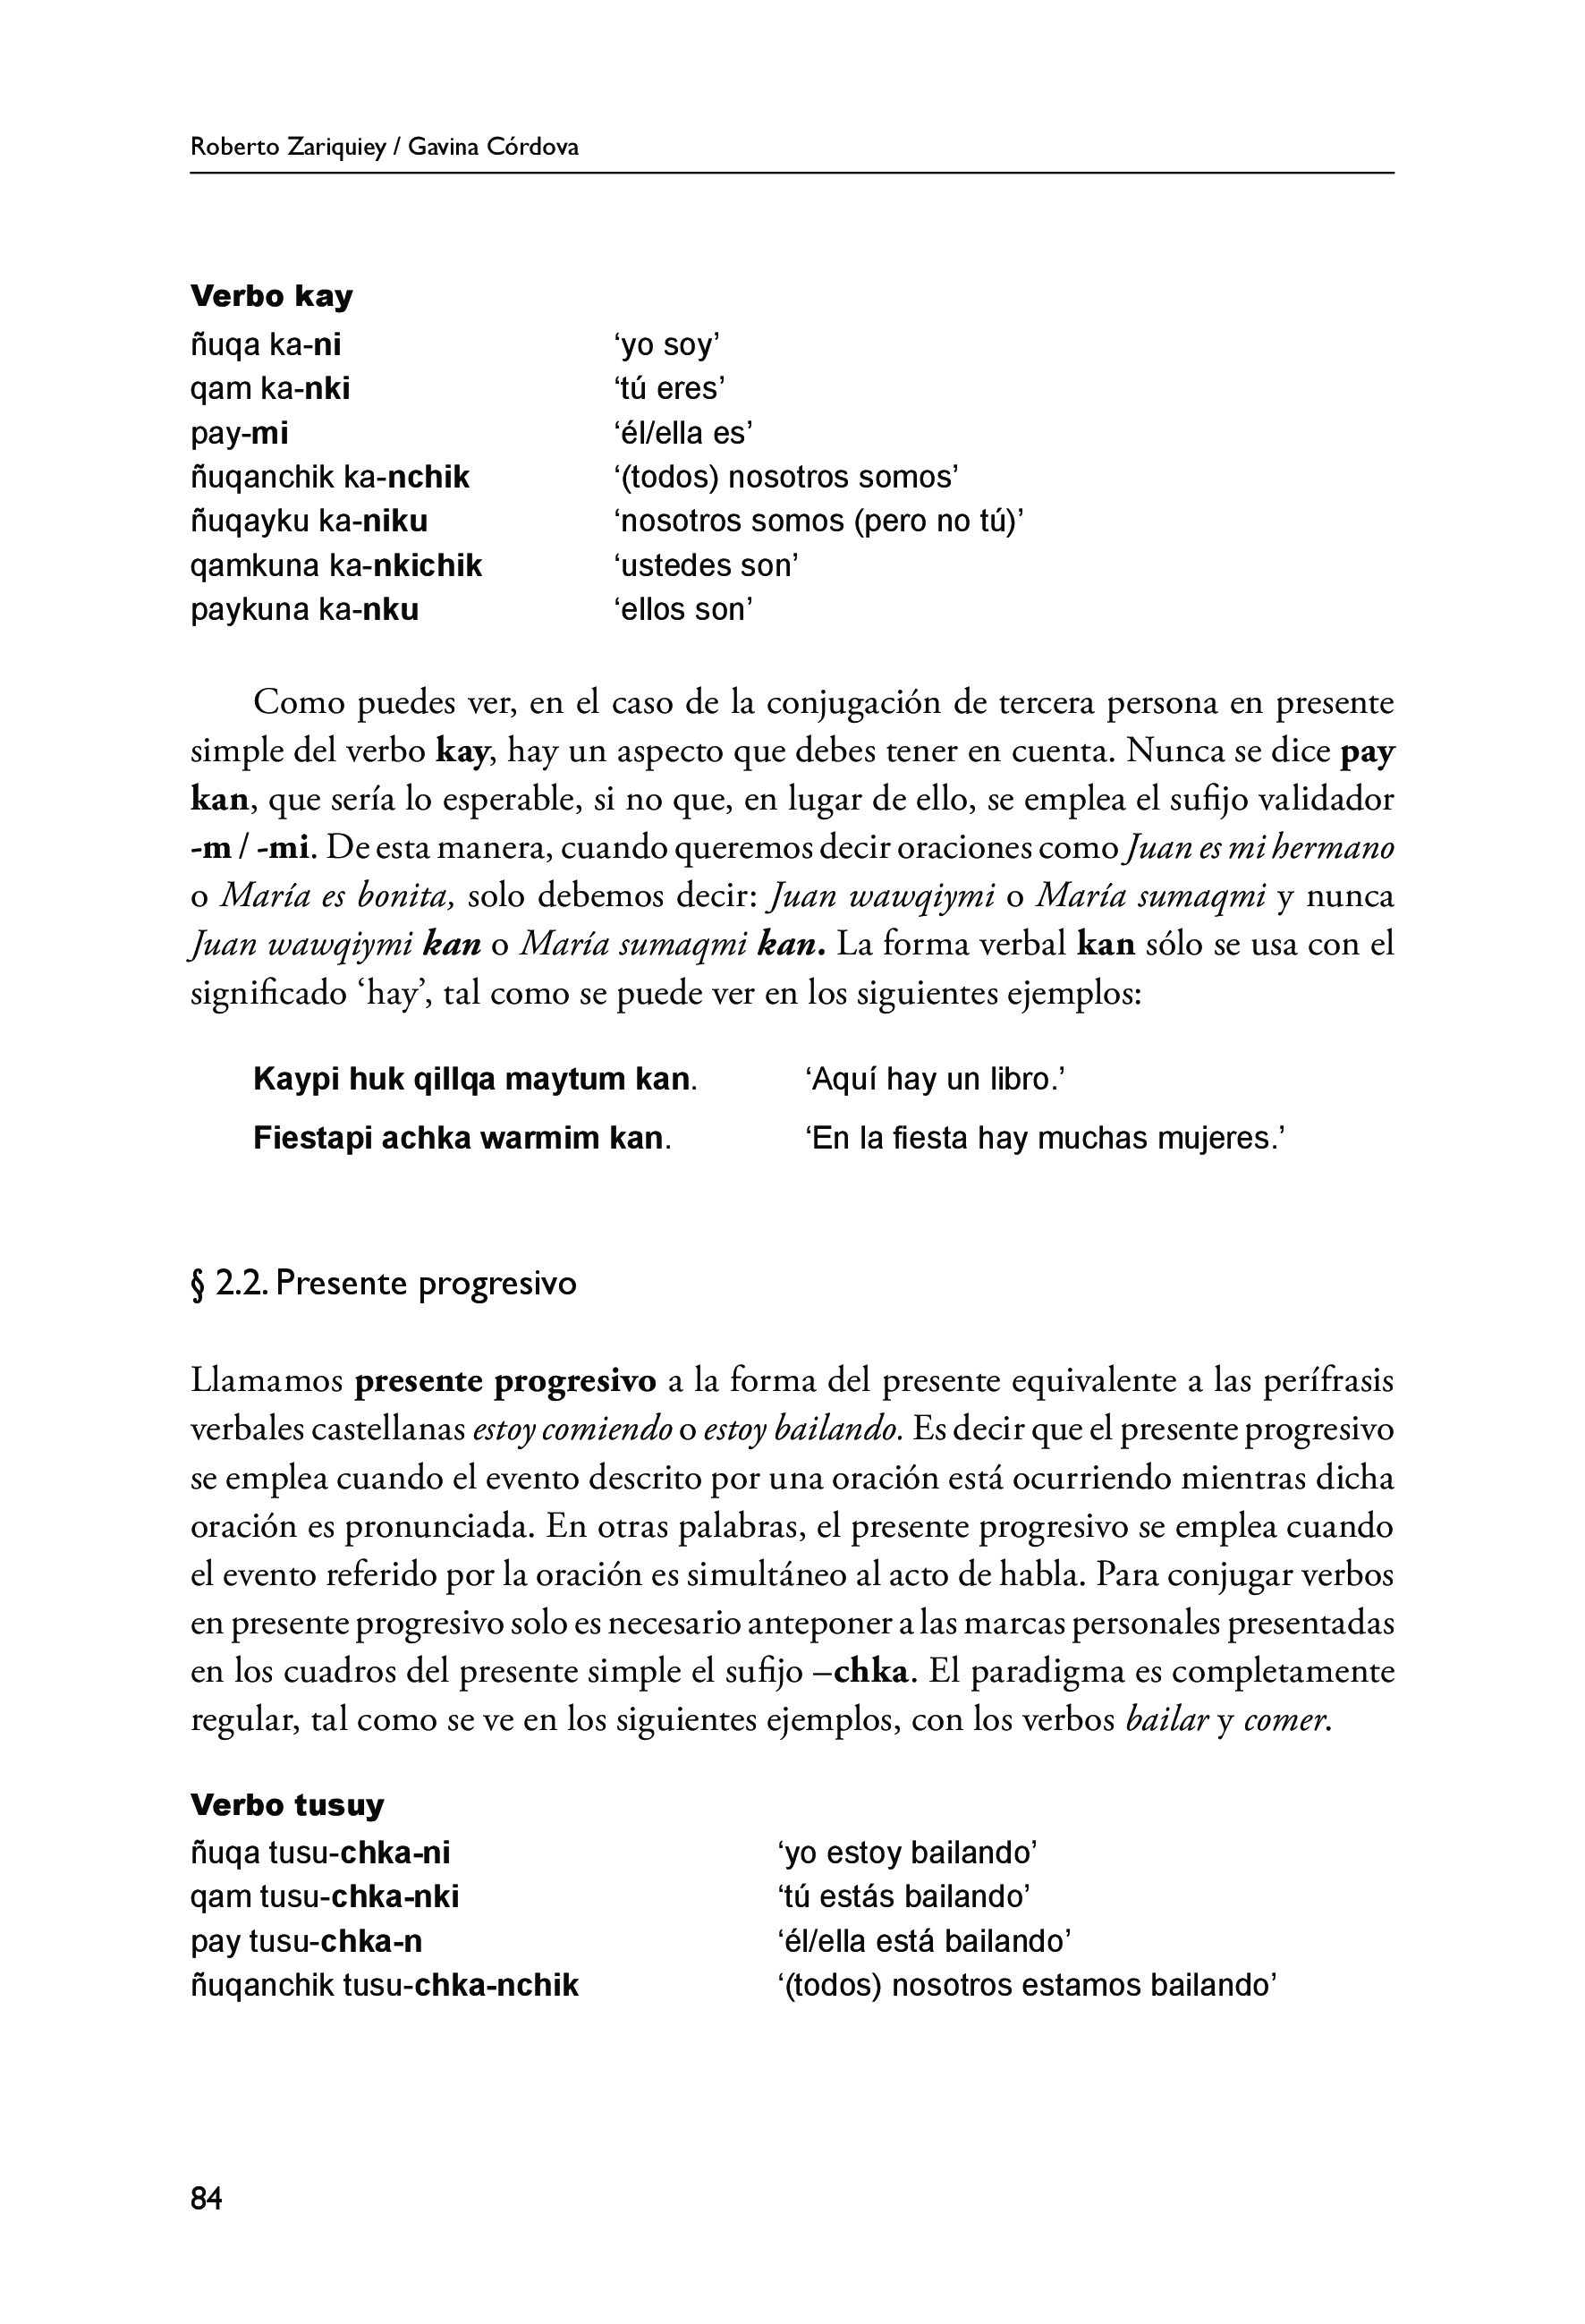 Roberto Zariquiey / Gavina Córdova
Verbo kay
ñuqa ka-ni ‘yo soy’
qam ka-nki ‘tú eres’
pay-mi ‘él/ella es’
ñuqanchik ka-nchik ‘(todos) nosotros somos’
ñuqayku ka-niku ‘nosotros somos (pero no tú)’
qamkuna ka-nkichik ‘ustedes son’
paykuna ka-nku ‘ellos son’
Como puedes ver, en el caso de la conjugación de tercera persona en presente
simple del verbo kay, hay un aspecto que debes tener en cuenta. Nunca se dice pay
kan, que sería lo esperable, si no que, en lugar de ello, se emplea el sufijo validador
-m / -mi. De esta manera, cuando queremos decir oraciones como Juan es mi hermano
o María es bonita, solo debemos decir: Juan wawqiymi o María sumaqmi y nunca
Juan wawqiymi kan o María sumaqmi kan. La forma verbal kan sólo se usa con el
significado ‘hay’, tal como se puede ver en los siguientes ejemplos:
Kaypi huk qillqa maytum kan. ‘Aquí hay un libro.’
Fiestapi achka warmim kan. ‘En la fiesta hay muchas mujeres.’
§ 2.2. Presente progresivo
Llamamos presente progresivo a la forma del presente equivalente a las perífrasis
verbales castellanas estoy comiendo o estoy bailando. Es decir que el presente progresivo
se emplea cuando el evento descrito por una oración está ocurriendo mientras dicha
oración es pronunciada. En otras palabras, el presente progresivo se emplea cuando
el evento referido por la oración es simultáneo al acto de habla. Para conjugar verbos
en presente progresivo solo es necesario anteponer a las marcas personales presentadas
en los cuadros del presente simple el sufijo –chka. El paradigma es completamente
regular, tal como se ve en los siguientes ejemplos, con los verbos bailar y comer.
Verbo tusuy
ñuqa tusu-chka-ni ‘yo estoy bailando’
qam tusu-chka-nki ‘tú estás bailando’
pay tusu-chka-n ‘él/ella está bailando’
ñuqanchik tusu-chka-nchik ‘(todos) nosotros estamos bailando’
84